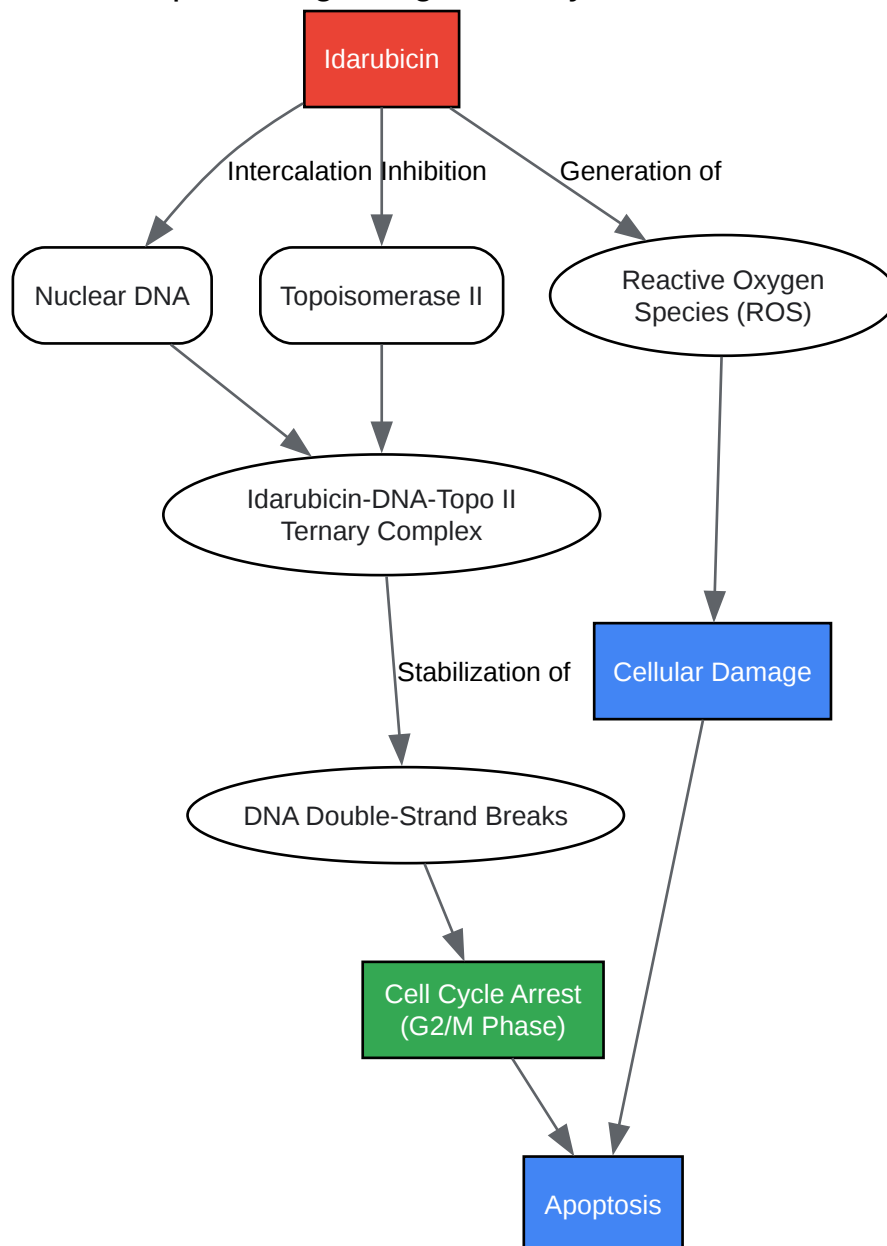 Idarubicin
Intercalation
Inhibition
Generation of
Nuclear DNA
Topoisomerase II
Reactive Oxygen
Species (ROS)
Idarubicin-DNA-Topo II
Ternary Complex
Stabilization of
Cellular Damage
DNA Double-Strand Breaks
Cell Cycle Arrest
(G2/M Phase)
Apoptosis